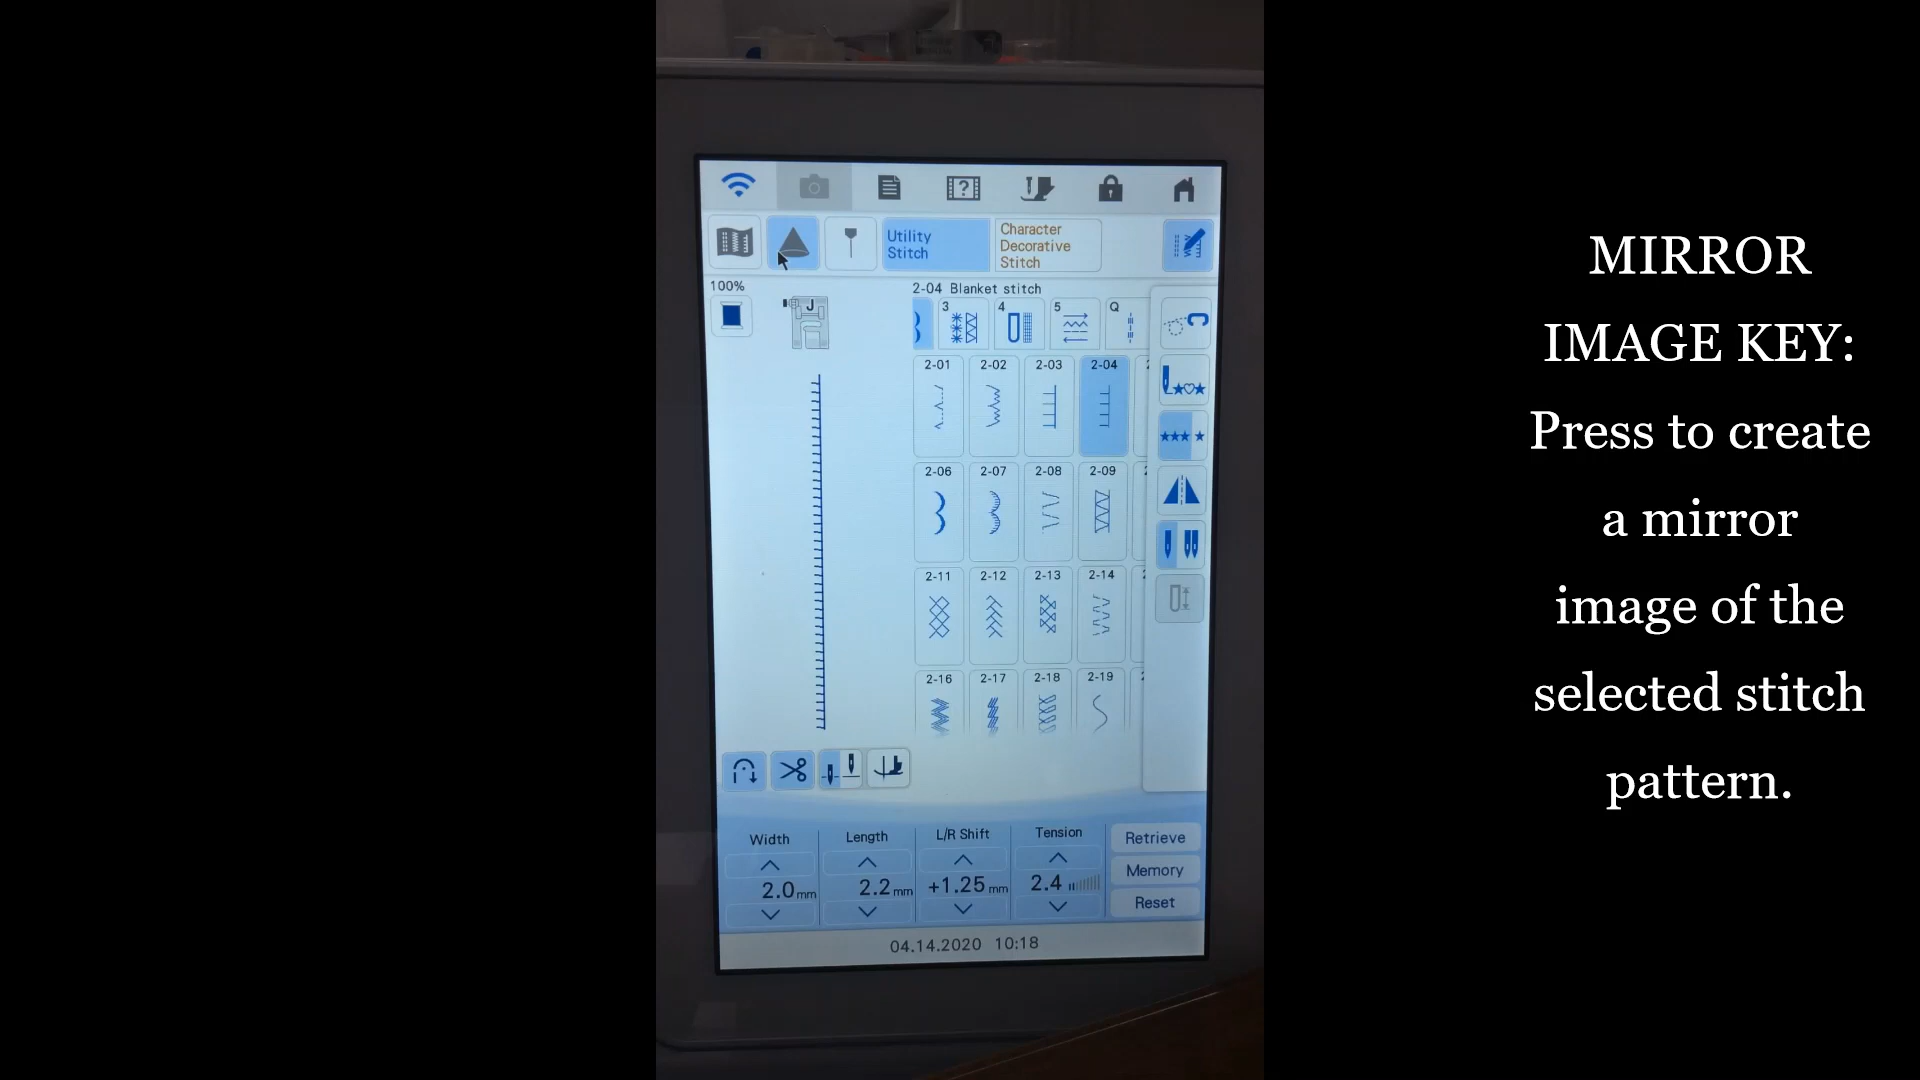 Utility
Stitch
Character
Decorative
Stitch
100%
J
2-04 Blanket stitch
3
4
5
Q
2-01
2-02
2-03
2-04
2-06
2-07
2-08
2-09
2-11
2-12
2-13
2-14
2-16
2-17
2-18
2-19
Width
Length
L/R Shift
Tension
2.0 mm
2.2 mm
+1.25 mm
2.4
Retrieve
Memory
Reset
04.14.2020 10:18
MIRROR
IMAGE KEY:
Press to create
a mirror
image of the
selected stitch
pattern.